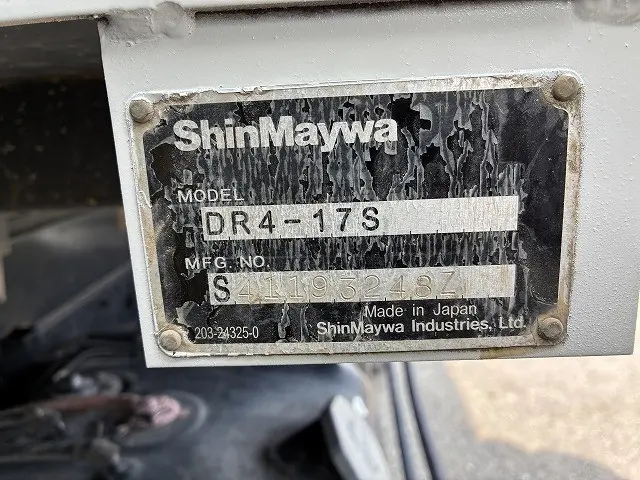 ShinMaywa
MODEL
DR4-17S
MFG. NO.
S41193248Z
Made in Japan
203-24325-0
ShinMaywa Industries, Ltd.